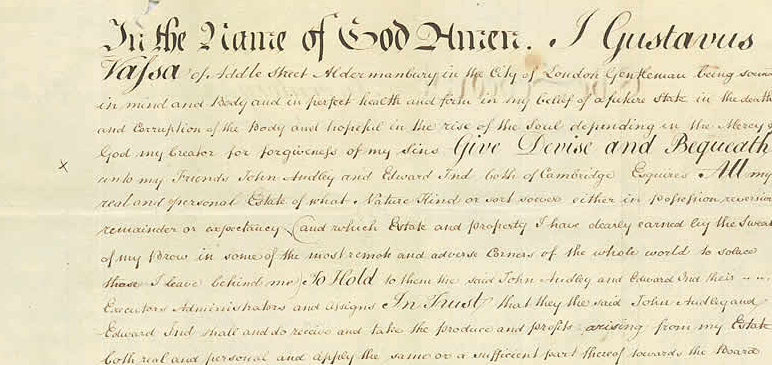 In the Name of God Amen. I Gustavus
Vassa of Addle Street Aldermanbury in the City of London Gentleman being sound
in mind and Body and in perfect health and firm in my belief of a future state in the death
and Corruption of the Body and hopeful in the rise of the Soul depending in the Mercy of
God my Creator for forgiveness of my Sins Give Devise and Bequeath
unto my Friends John Audley and Edward Ind both of Cambridge Esquires All my
real and personal Estate of what Nature Kind or sort soever either in possession reversion
remainder or expectancy (and which Estate and property I have dearly earned by the Sweat
of my Brow in some of the most remote and adverse Corners of the whole world to solace
those I leave behind me) To Hold to them the said John Audley and Edward Ind their
Executors Administrators and assigns In Trust that they the said John Audley and
Edward Ind shall and do receive and take the produce and profits arising from my Estate
both real and personal and apply the same or a sufficient part thereof towards the Board